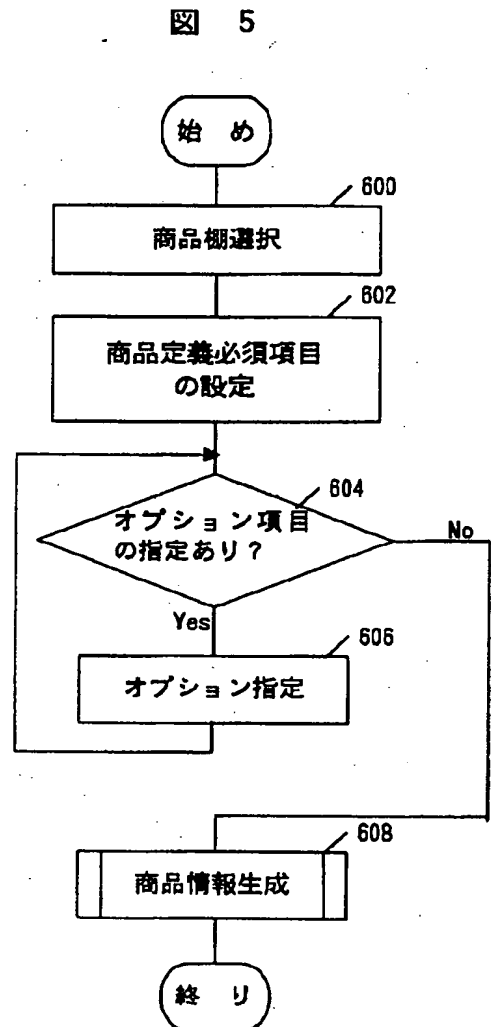 図 5
始 め
600
商品棚選択
602
商品定義必須項目
の設定
604
オプション項目
の指定あり?
No
Yes
606
オプション指定
608
商品情報生成
終 り